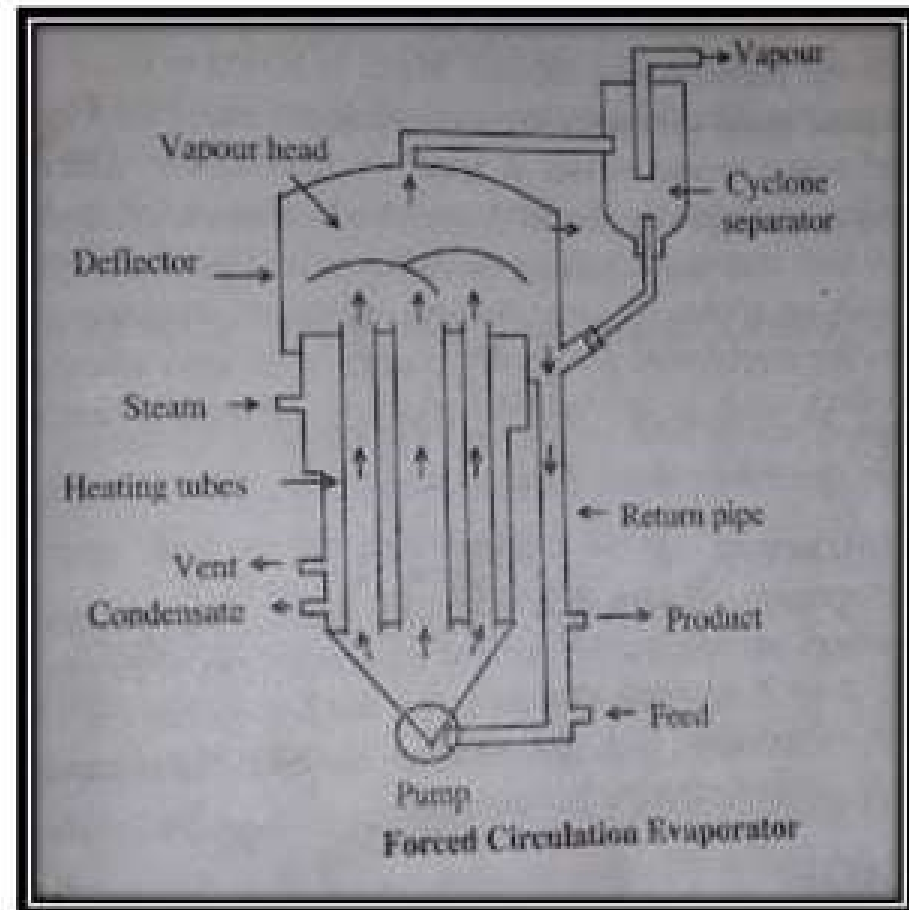 Vapour
Vapour head
Cyclone
separator
Deflector
Steam
Heating tubes
Return pipe
Vent
Condensate
Product
Feed
Pump
Forced Circulation Evaporator